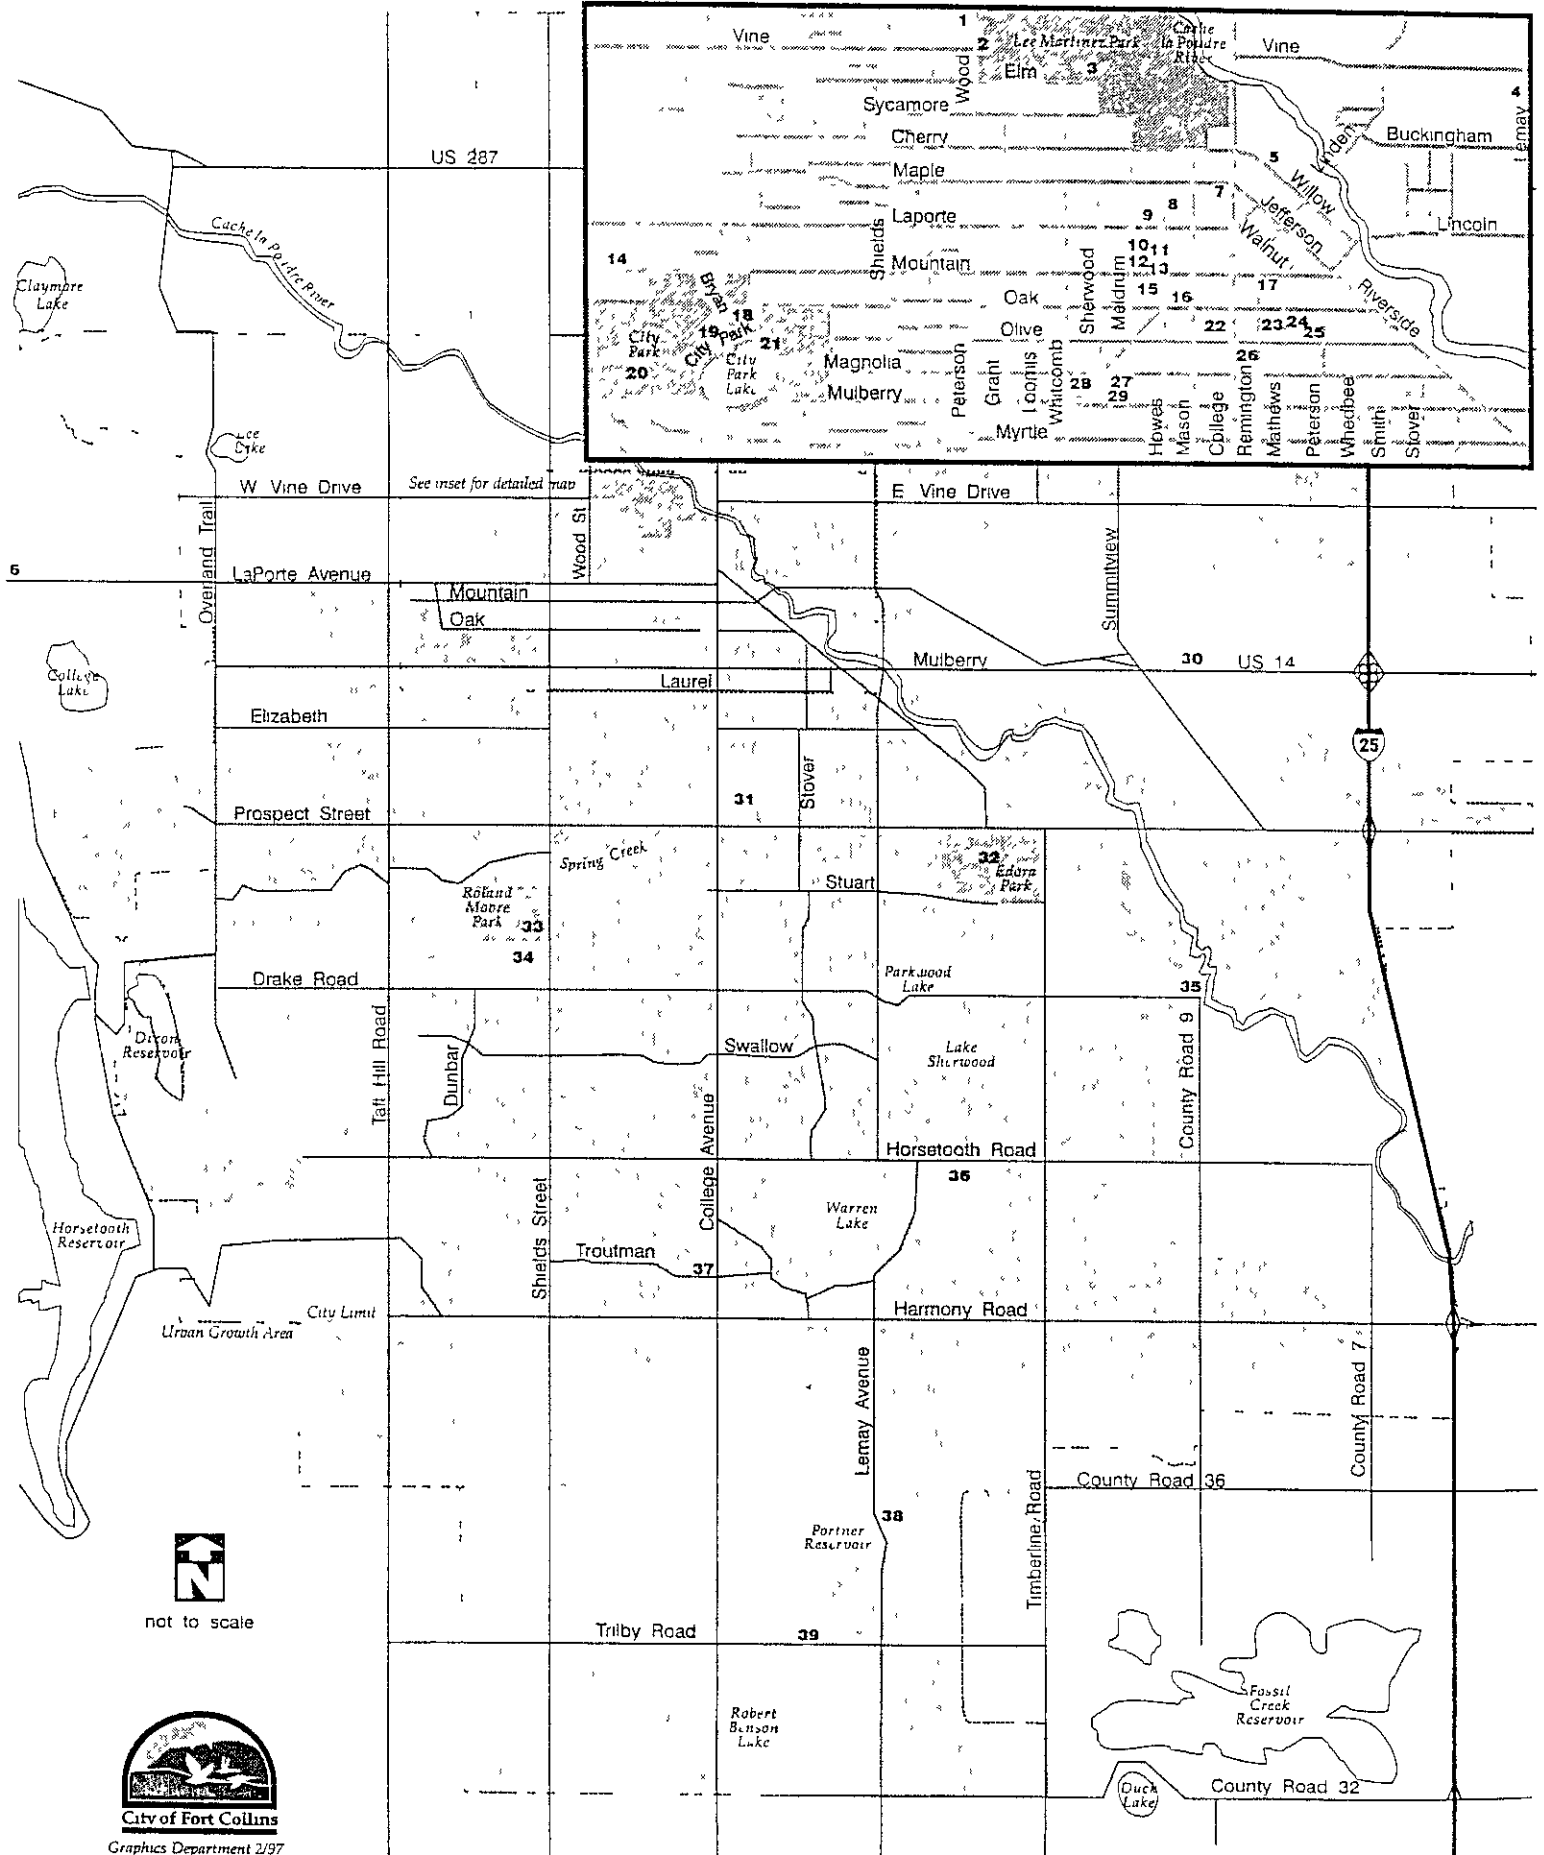 1
Vine
2
Lee Martinez Park
Cache
la Poudre
River
Vine
Wood
Elm
3
4
Lemay
Sycamore
Cherry
Linden
Buckingham
US 287
5
Maple
Willow
7
8
Jefferson
Laporte
9
Lincoln
Shields
Walnut
Cache la Poudre River
10
11
14
Mountain
12
13
Sherwood
Meldrum
Claymore
Lake
Bryan
15
16
17
Oak
Riverside
18
19
City Park
Olive
22
23
24
25
City
Park
21
City
Park
Lake
Magnolia
26
20
Mulberry
Peterson
Grant
Loomis
Whitcomb
28
27
29
Howes
Mason
College
Remington
Mathews
Peterson
Whedbee
Smith
Stover
Myrtle
Lee
Lake
W Vine Drive
See inset for detailed map
E Vine Drive
Overland Trail
Wood St
Summitview
6
LaPorte Avenue
Mountain
Oak
Mulberry
30
US 14
College
Lake
Laurel
Elizabeth
25
Stover
31
Prospect Street
Spring Creek
32
Edora
Park
Stuart
Roland
Moore
Park
33
34
Drake Road
Parkwood
Lake
35
Dixon
Reservoir
Taft Hill Road
Dunbar
Swallow
Lake
Sherwood
County Road 9
College Avenue
Horsetooth Road
36
Shields Street
Warren
Lake
Horsetooth
Reservoir
Troutman
37
City Limit
Harmony Road
Urban Growth Area
Lemay Avenue
County Road 7
Timberline Road
County Road 36
38
Portner
Reservoir
N
not to scale
Trilby Road
39
Fossil
Creek
Reservoir
Robert
Benson
Lake
Duck
Lake
County Road 32
City of Fort Collins
Graphics Department 2/97